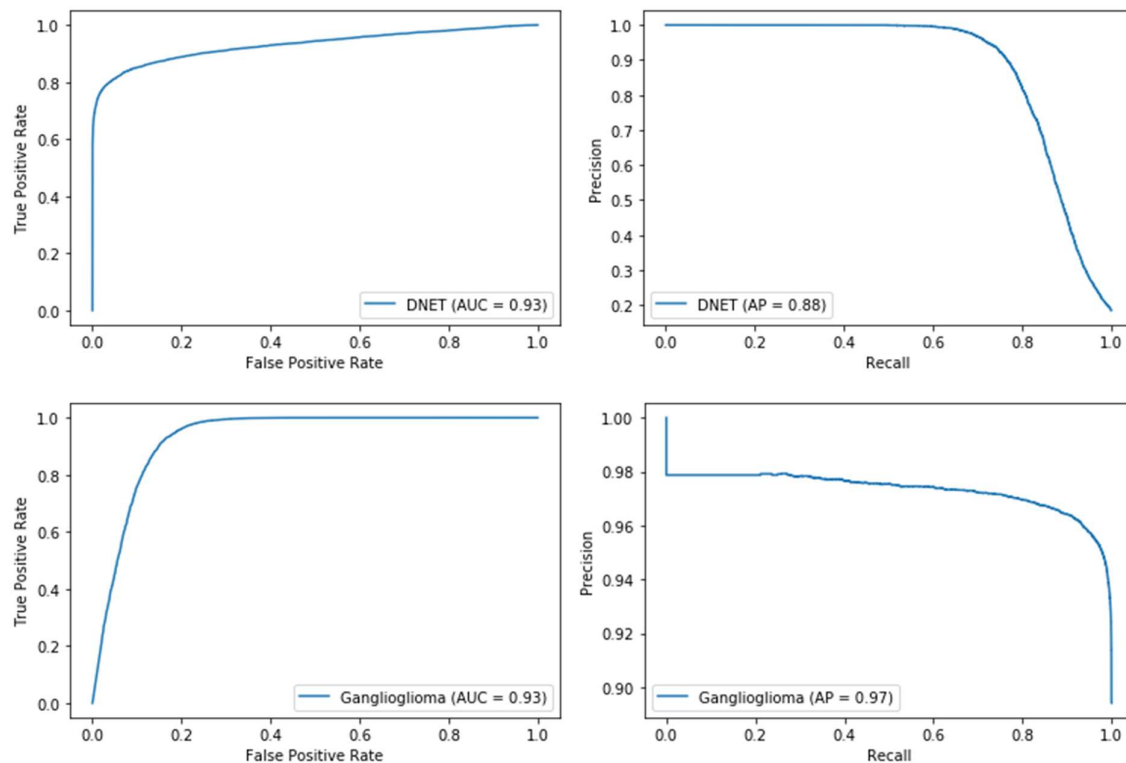 1.0
0.8
0.6
0.4
0.2
0.0
True Positive Rate
DNET (AUC = 0.93)
0.0 0.2 0.4 0.6 0.8 1.0
False Positive Rate
1.0
0.9
0.8
0.7
0.6
0.5
0.4
0.3
0.2
Precision
DNET (AP = 0.88)
0.0 0.2 0.4 0.6 0.8 1.0
Recall
1.0
0.8
0.6
0.4
0.2
0.0
True Positive Rate
Ganglioglioma (AUC = 0.93)
0.0 0.2 0.4 0.6 0.8 1.0
False Positive Rate
1.00
0.98
0.96
0.94
0.92
0.90
Precision
Ganglioglioma (AP = 0.97)
0.0 0.2 0.4 0.6 0.8 1.0
Recall